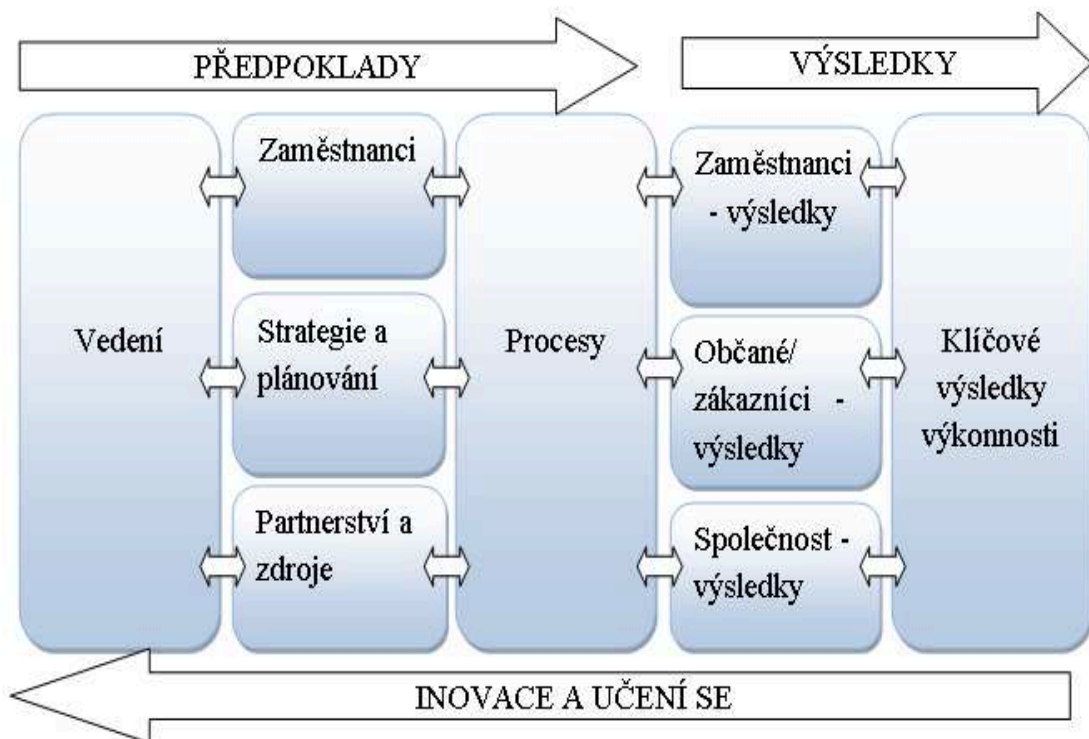 PŘEDPOKLADY
VÝSLEDKY
Vedení
Zaměstnanci
Strategie a
plánování
Partnerství a
zdroje
Procesy
Zaměstnanci
- výsledky
Občané/
zákazníci -
výsledky
Společnost -
výsledky
Klíčové
výsledky
výkonnosti
INOVACE A UČENÍ SE